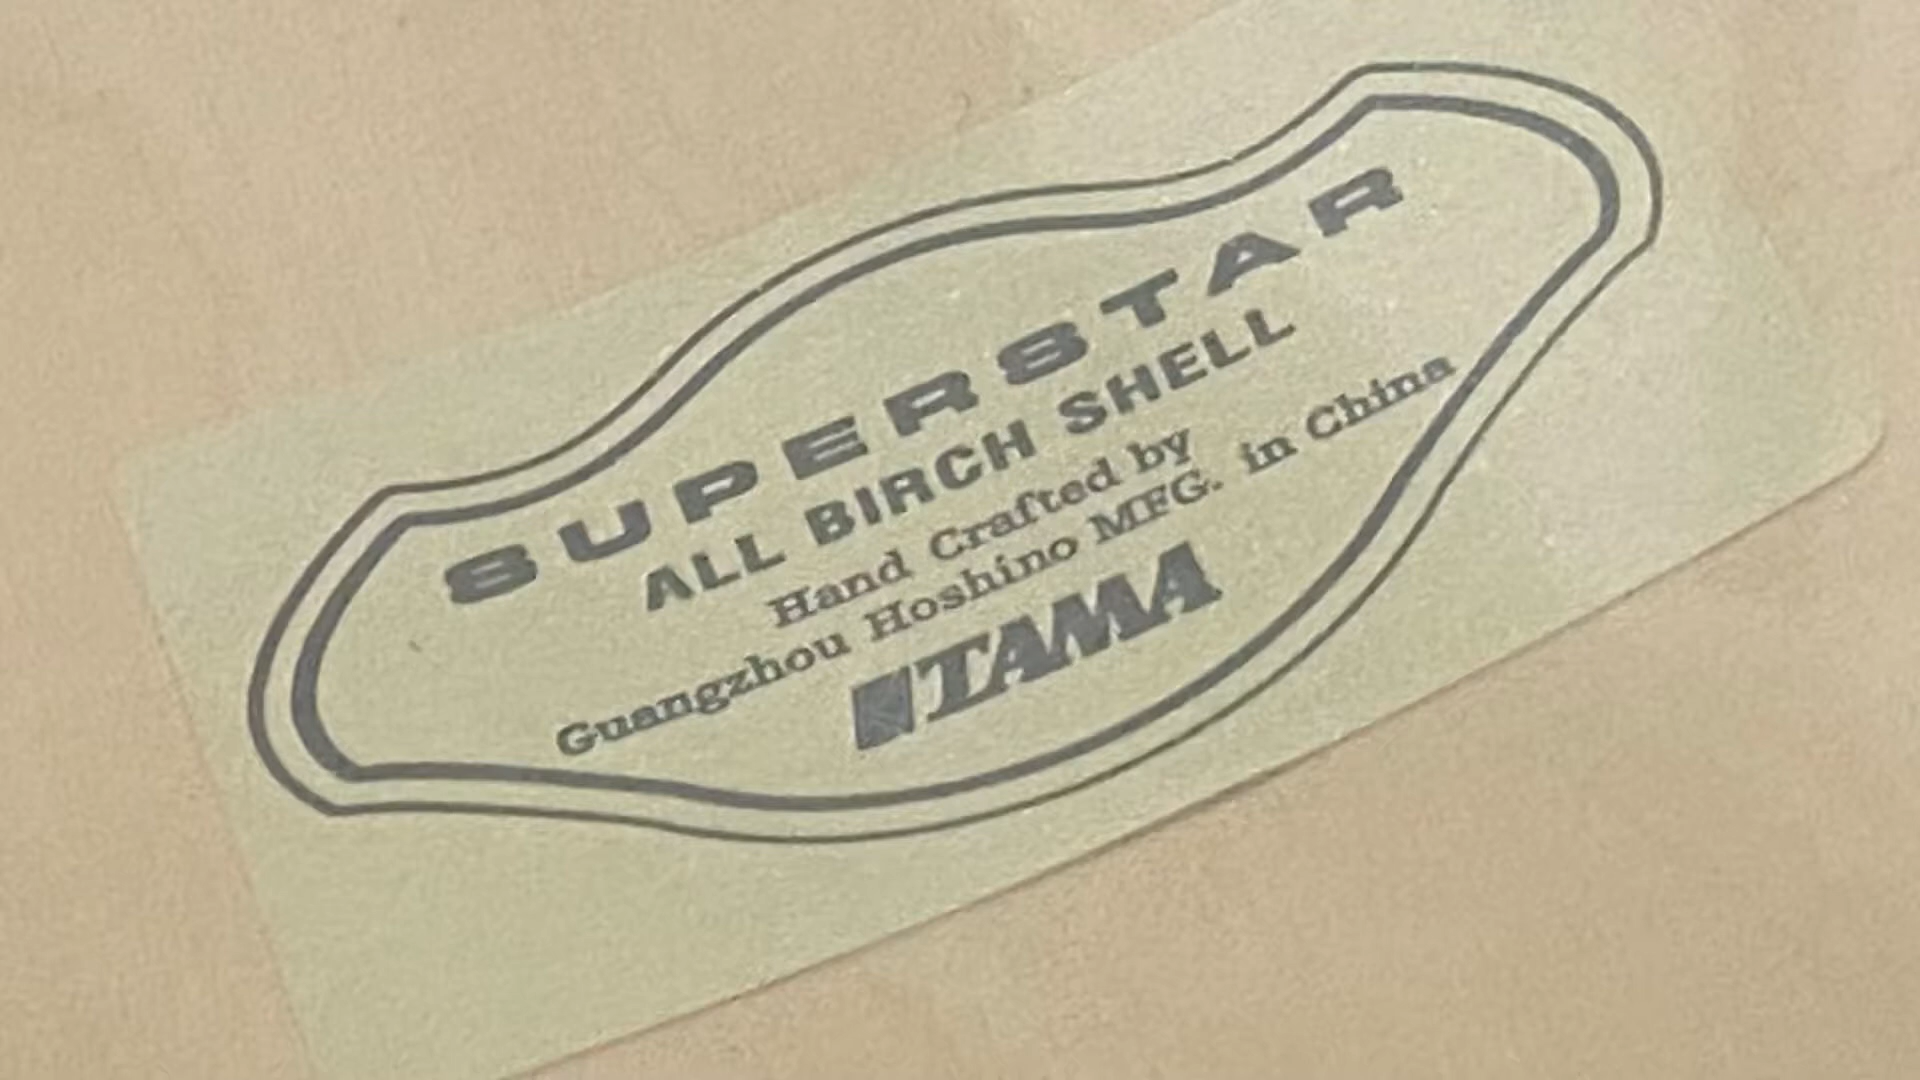 SUPERSTAR
ALL BIRCH SHELL
Hand Crafted by
Guangzhou Hoshino MFG. in China
TAMA